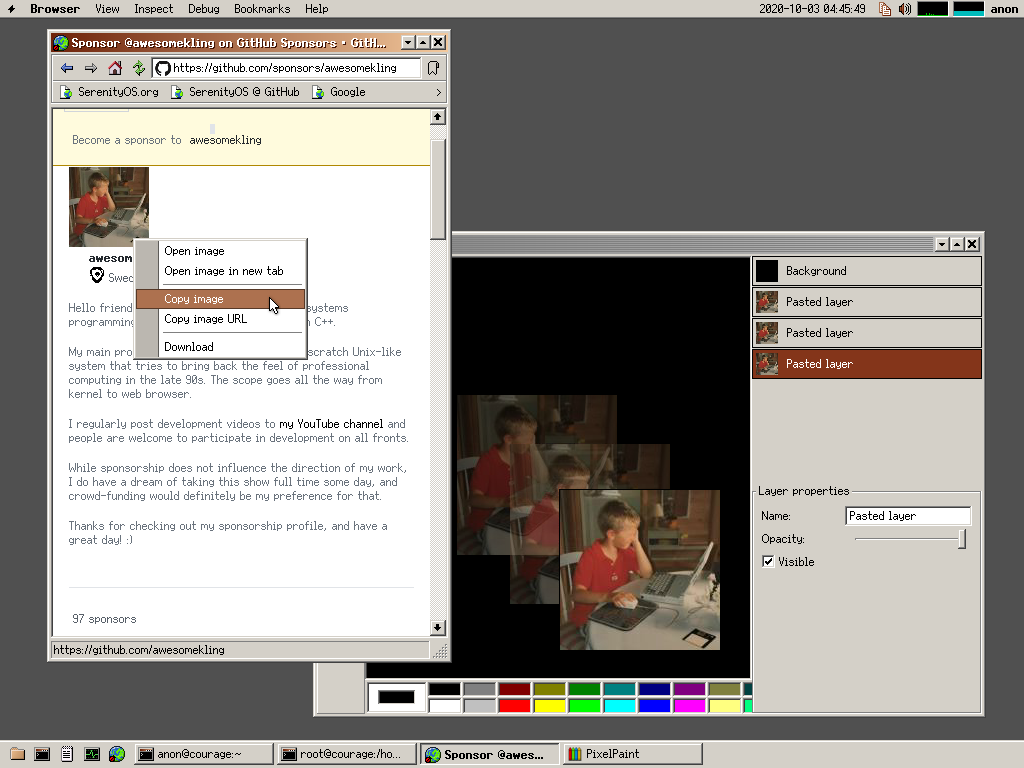 Browser View Inspect Debug Bookmarks Help 2020-10-03 04:45:49 anon
Sponsor @awesomekling on GitHub Sponsors · GitH...
https://github.com/sponsors/awesomekling
SerenityOS.org SerenityOS @ GitHub Google
Become a sponsor to awesomekling
awesom
Swed
Open image
Open image in new tab
Copy image
Copy image URL
Download
Hello friend systems
programming C++.
My main pro scratch Unix-like
system that tries to bring back the feel of professional
computing in the late 90s. The scope goes all the way from
kernel to web browser.
I regularly post development videos to my YouTube channel and
people are welcome to participate in development on all fronts.
While sponsorship does not influence the direction of my work,
I do have a dream of taking this show full time some day, and
crowd-funding would definitely be my preference for that.
Thanks for checking out my sponsorship profile, and have a
great day! :)
97 sponsors
https://github.com/awesomekling
Background
Pasted layer
Pasted layer
Pasted layer
Layer properties
Name: Pasted layer
Opacity:
Visible
anon@courage:~ root@courage:/ho... Sponsor @awes... PixelPaint